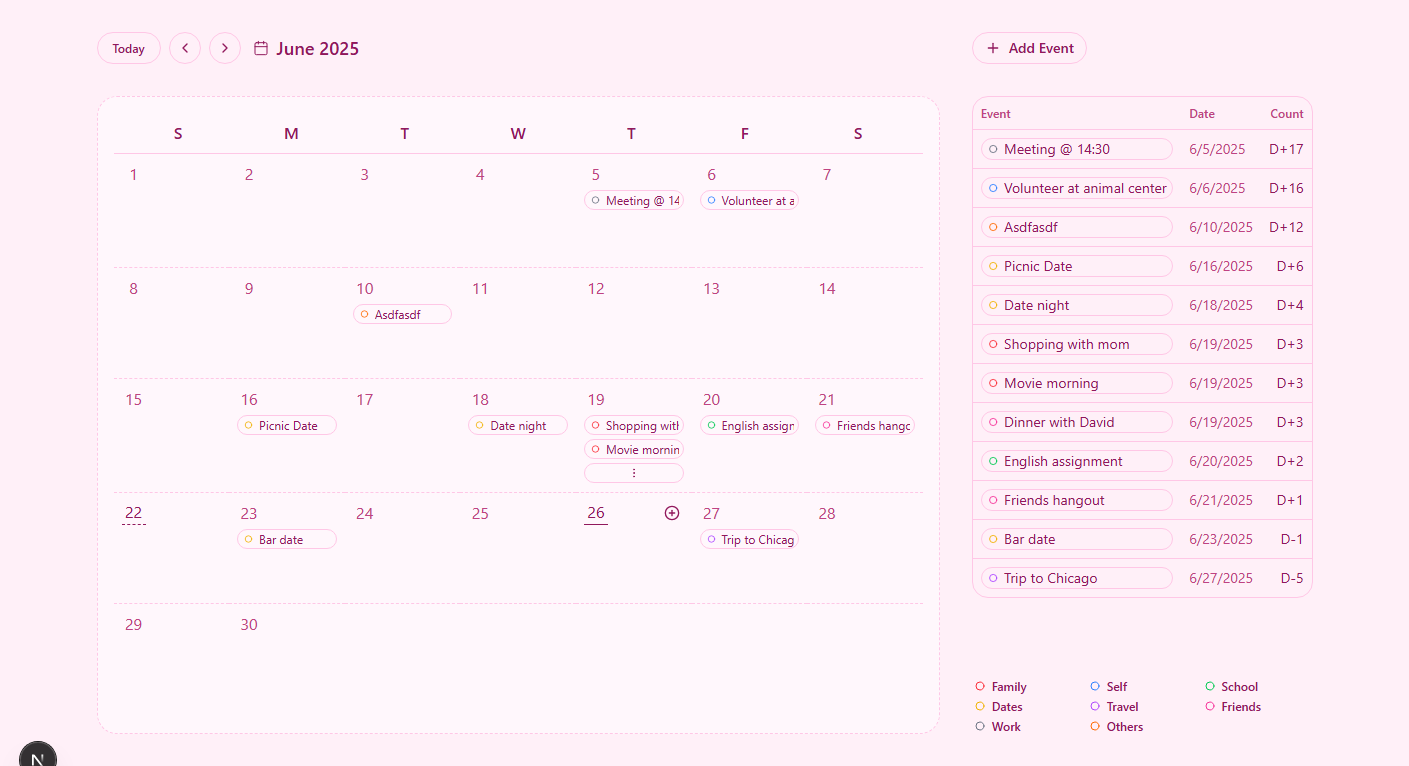 Today
June 2025
Add Event
S M T W T F S
1 2 3 4 5 6 7
Meeting @ 14
Volunteer at a
8 9 10 11 12 13 14
Asdfasdf
15 16 17 18 19 20 21
Picnic Date
Date night
Shopping with
English assign
Friends hango
Movie mornin
22 23 24 25 26 27 28
Bar date
Trip to Chicag
29 30
Event Date Count
Meeting @ 14:30 6/5/2025 D+17
Volunteer at animal center 6/6/2025 D+16
Asdfasdf 6/10/2025 D+12
Picnic Date 6/16/2025 D+6
Date night 6/18/2025 D+4
Shopping with mom 6/19/2025 D+3
Movie morning 6/19/2025 D+3
Dinner with David 6/19/2025 D+3
English assignment 6/20/2025 D+2
Friends hangout 6/21/2025 D+1
Bar date 6/23/2025 D-1
Trip to Chicago 6/27/2025 D-5
Family Self School
Dates Travel Friends
Work Others
N